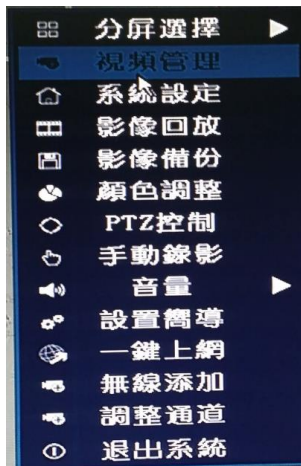 分屏選擇
視頻管理
系統設定
影像回放
影像備份
顏色調整
PTZ控制
手動錄影
音量
設置嚮導
一鍵上網
無線添加
調整通道
退出系統